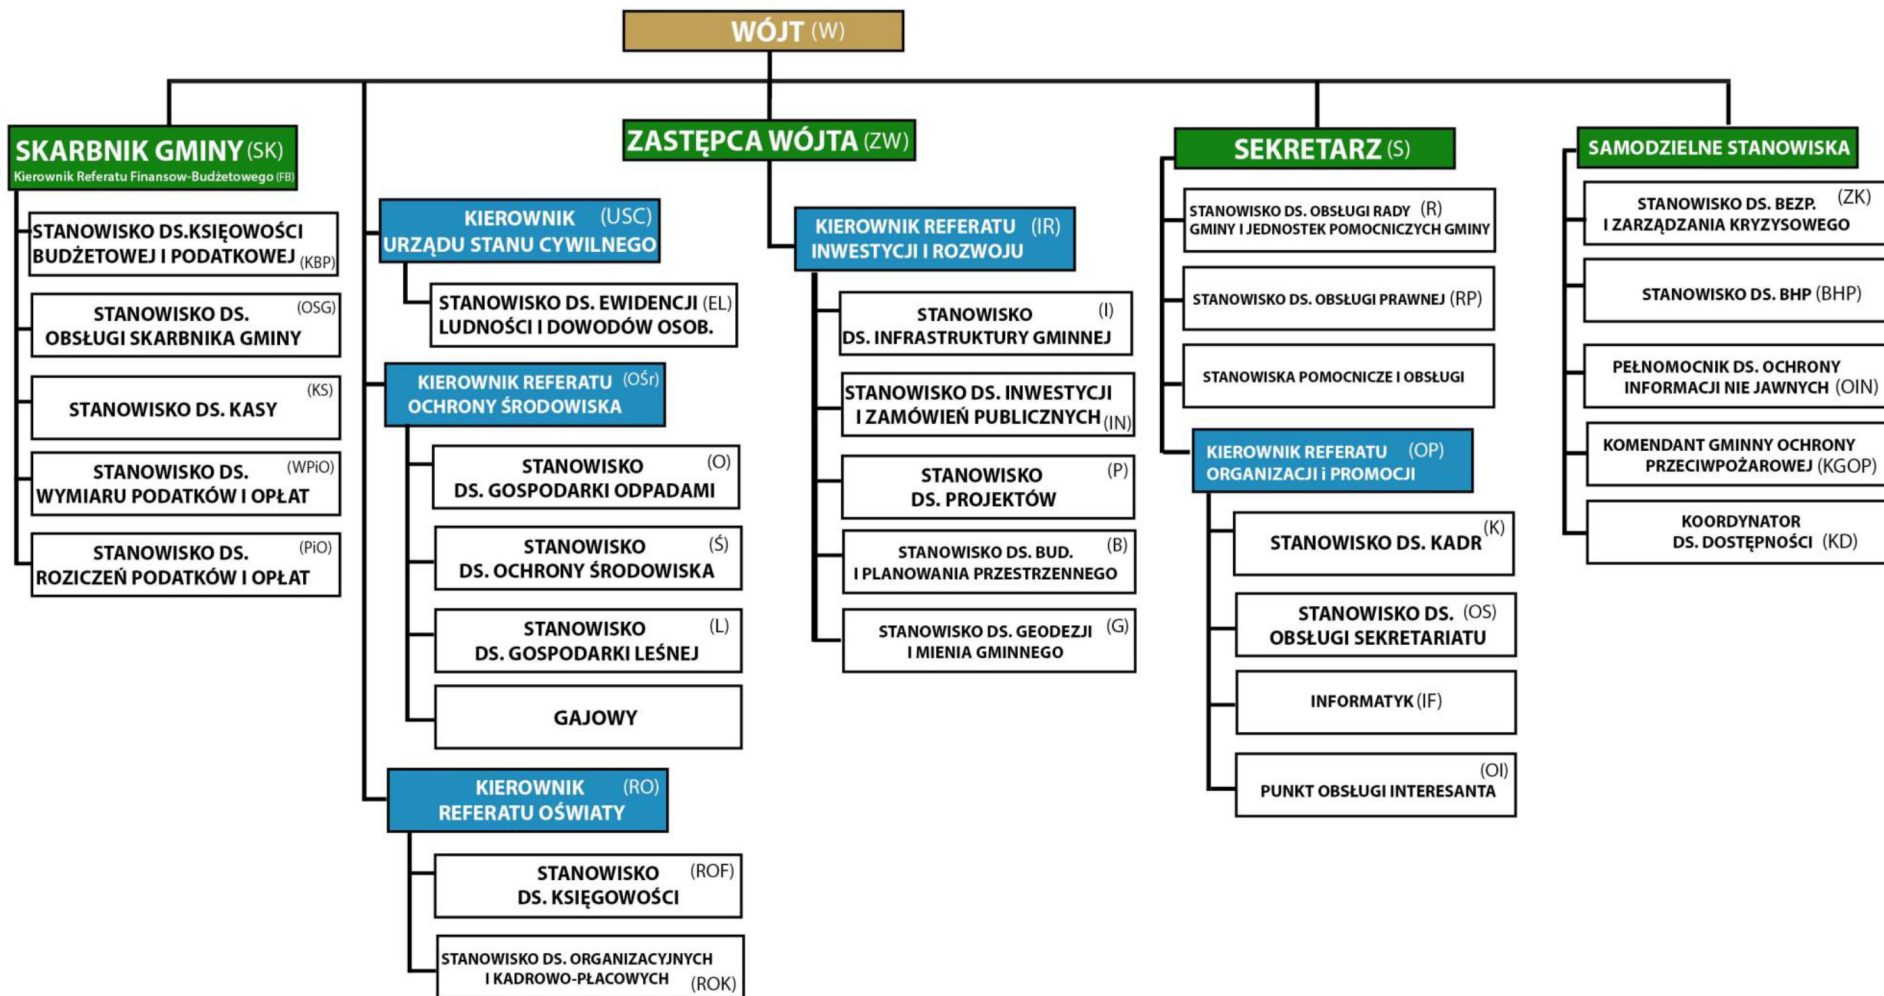 WÓJT (W)
SKARBNIK GMINY (SK)
Kierownik Referatu Finansow-Budżetowego (FB)
STANOWISKO DS.KSIĘOWOŚCI
BUDŻETOWEJ I PODATKOWEJ (KBP)
STANOWISKO DS. (OSG)
OBSŁUGI SKARBNIKA GMINY
STANOWISKO DS. KASY (KS)
STANOWISKO DS. (WPiO)
WYMIARU PODATKÓW I OPŁAT
STANOWISKO DS. (PiO)
ROZICZEŃ PODATKÓW I OPŁAT
KIEROWNIK (USC)
URZĄDU STANU CYWILNEGO
STANOWISKO DS. EWIDENCJI (EL)
LUDNOŚCI I DOWODÓW OSOB.
KIEROWNIK REFERATU (OŚr)
OCHRONY ŚRODOWISKA
STANOWISKO (O)
DS. GOSPODARKI ODPADAMI
STANOWISKO (Ś)
DS. OCHRONY ŚRODOWISKA
STANOWISKO (L)
DS. GOSPODARKI LEŚNEJ
GAJOWY
KIEROWNIK (RO)
REFERATU OŚWIATY
STANOWISKO (ROF)
DS. KSIĘGOWOŚCI
STANOWISKO DS. ORGANIZACYJNYCH
I KADROWO-PŁACOWYCH (ROK)
ZASTĘPCA WÓJTA (ZW)
KIEROWNIK REFERATU (IR)
INWESTYCJI I ROZWOJU
STANOWISKO (I)
DS. INFRASTRUKTURY GMINNEJ
STANOWISKO DS. INWESTYCJI
I ZAMÓWIEŃ PUBLICZNYCH (IN)
STANOWISKO (P)
DS. PROJEKTÓW
STANOWISKO DS. BUD. (B)
I PLANOWANIA PRZESTRZENNEGO
STANOWISKO DS. GEODEZJI (G)
I MIENIA GMINNEGO
SEKRETARZ (S)
STANOWISKO DS. OBSŁUGI RADY (R)
GMINY I JEDNOSTEK POMOCNICZYCH GMINY
STANOWISKO DS. OBSŁUGI PRAWNEJ (RP)
STANOWISKA POMOCNICZE I OBSŁUGI
KIEROWNIK REFERATU (OP)
ORGANIZACJI i PROMOCJI
STANOWISKO DS. KADR (K)
STANOWISKO DS. (OS)
OBSŁUGI SEKRETARIATU
INFORMATYK (IF)
(OI)
PUNKT OBSŁUGI INTERESANTA
SAMODZIELNE STANOWISKA
STANOWISKO DS. BEZP. (ZK)
I ZARZĄDZANIA KRYZYSOWEGO
STANOWISKO DS. BHP (BHP)
PEŁNOMOCNIK DS. OCHRONY
INFORMACJI NIE JAWNYCH (OIN)
KOMENDANT GMINNY OCHRONY
PRZECIWPOŻAROWEJ (KGOP)
KOORDYNATOR
DS. DOSTĘPNOŚCI (KD)